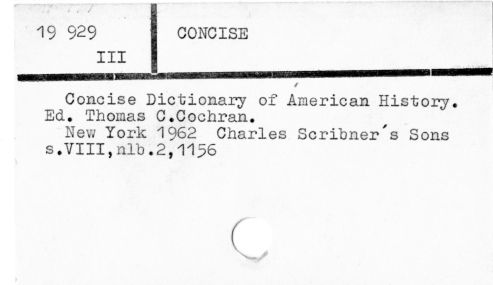 19 929
CONCISE
III
Concise Dictionary of American History.
Ed. Thomas C.Cochran.
New York 1962 Charles Scribner's Sons
s.VIII,nlb.2,1156